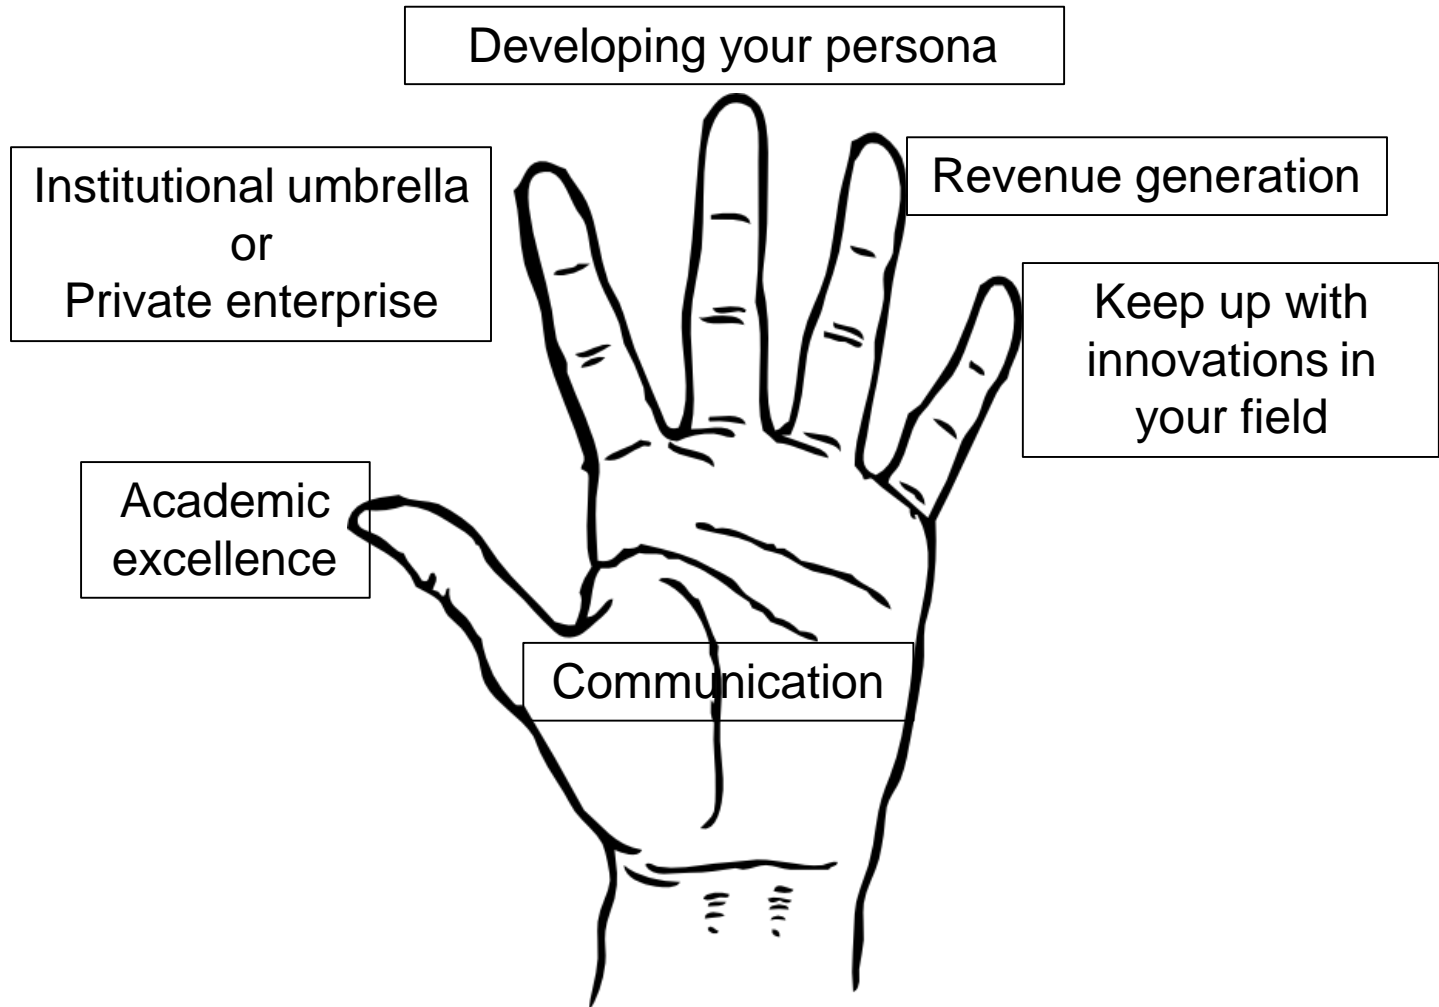 Developing your persona
Institutional umbrella
or
Private enterprise
Revenue generation
Keep up with
innovations in
your field
Academic
excellence
Communication